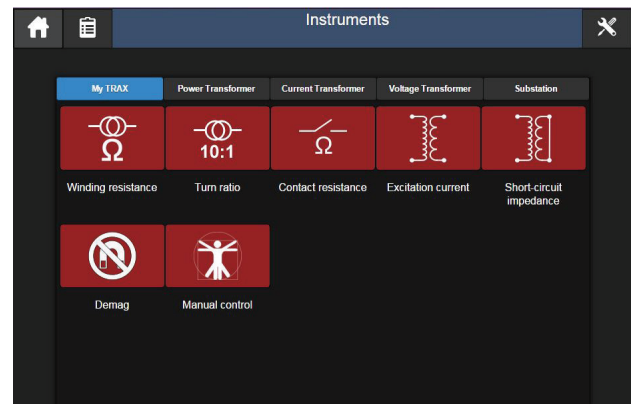 Instruments
My TRAX
Power Transformer
Current Transformer
Voltage Transformer
Substation
Ω
10:1
Ω
Winding resistance
Turn ratio
Contact resistance
Excitation current
Short-circuit
impedance
Demag
Manual control